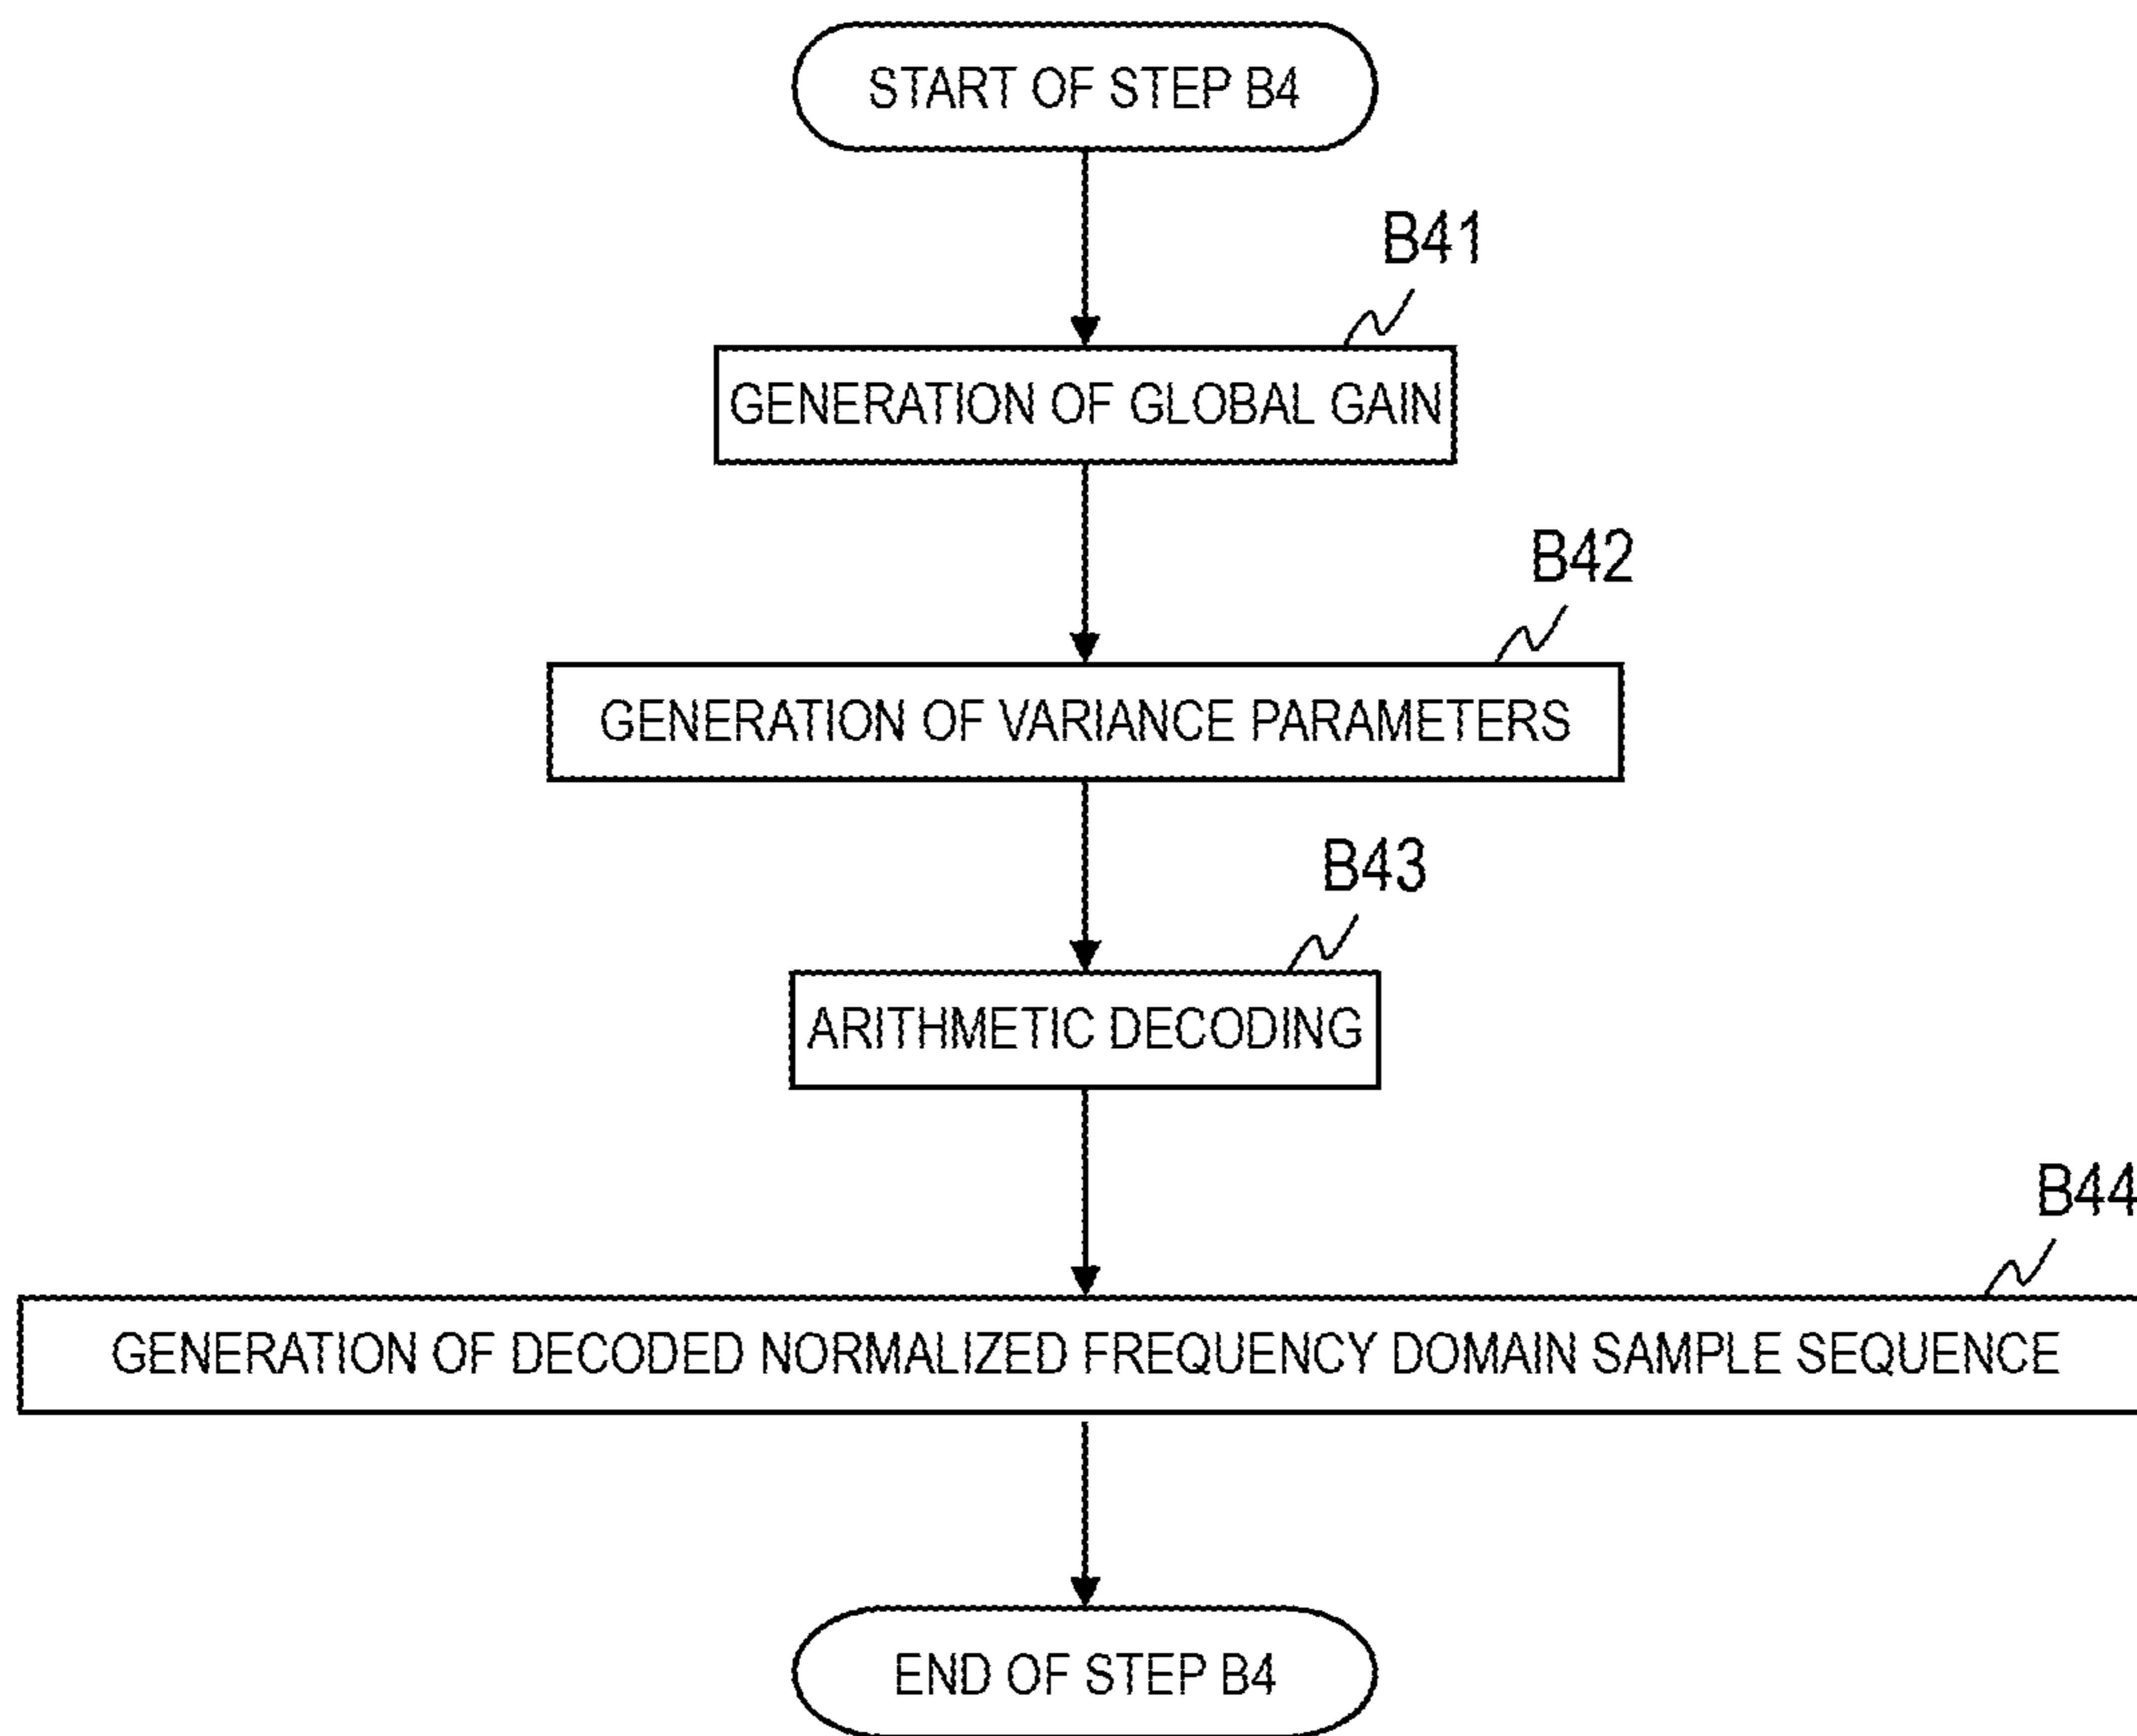 START OF STEP B4
B41
GENERATION OF GLOBAL GAIN
B42
GENERATION OF VARIANCE PARAMETERS
B43
ARITHMETIC DECODING
B44
GENERATION OF DECODED NORMALIZED FREQUENCY DOMAIN SAMPLE SEQUENCE
END OF STEP B4